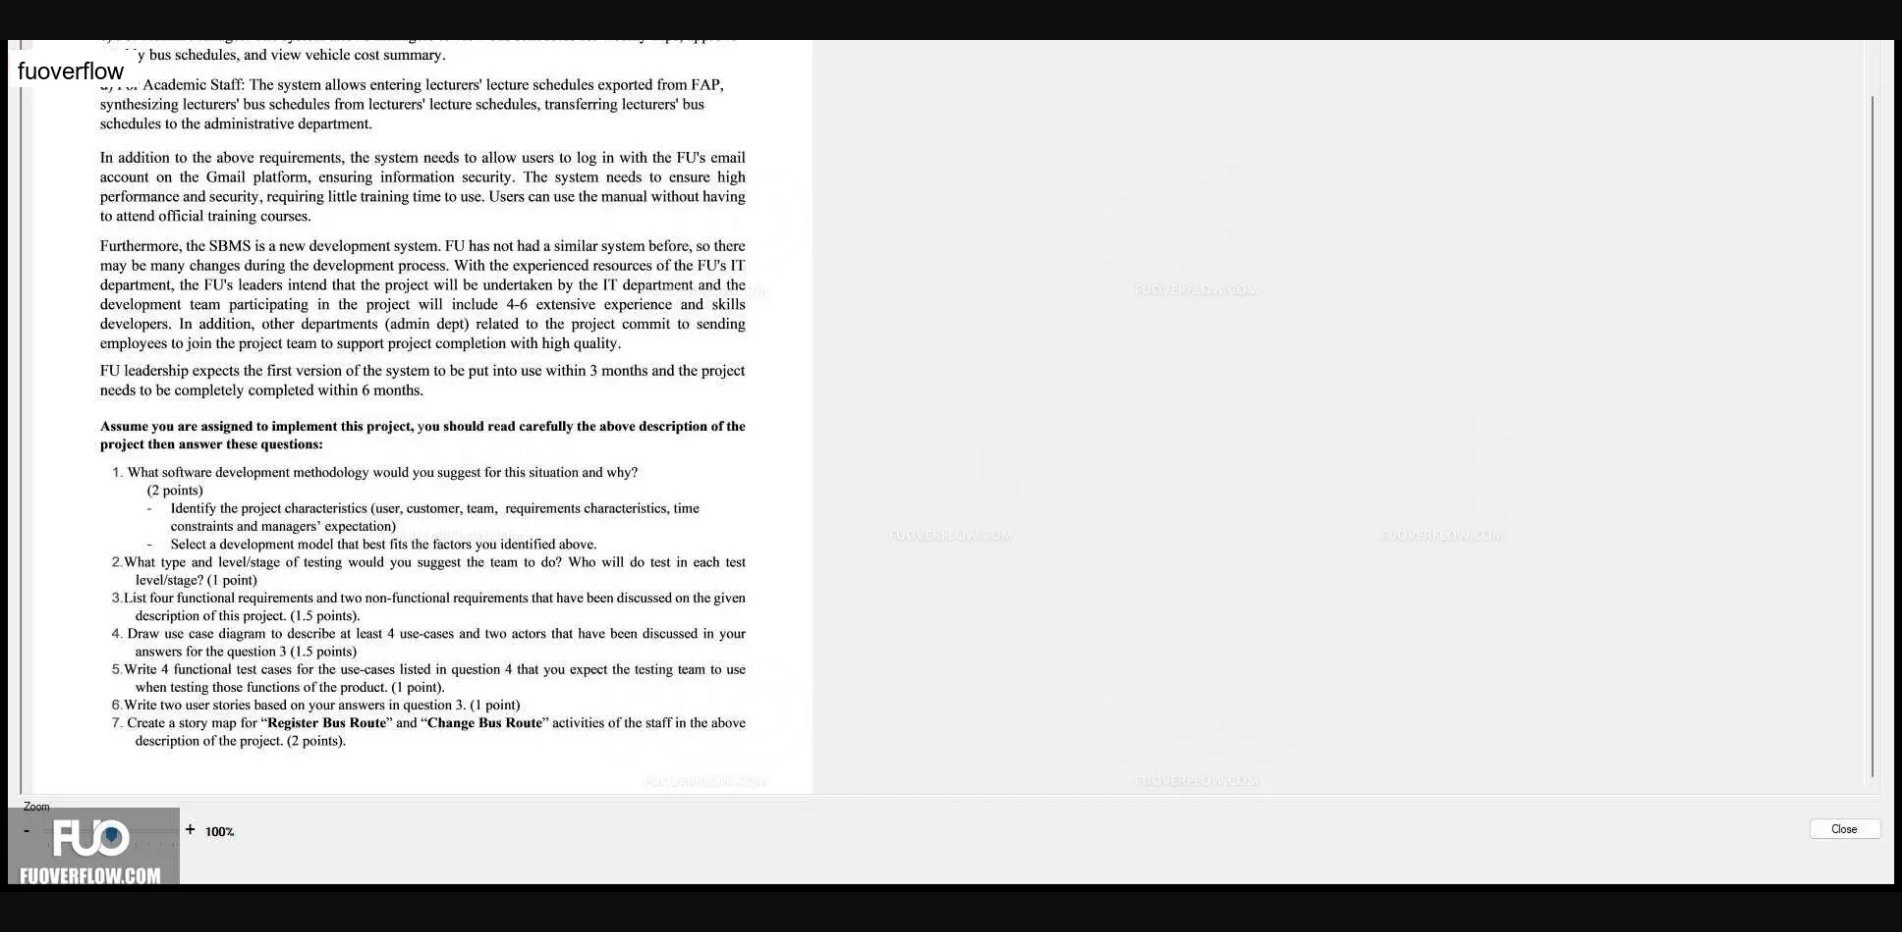 y bus schedules, and view vehicle cost summary.
fuoverflow
Academic Staff: The system allows entering lecturers' lecture schedules exported from FAP,
synthesizing lecturers' bus schedules from lecturers' lecture schedules, transferring lecturers' bus
schedules to the administrative department.
In addition to the above requirements, the system needs to allow users to log in with the FU's email
account on the Gmail platform, ensuring information security. The system needs to ensure high
performance and security, requiring little training time to use. Users can use the manual without having
to attend official training courses.
Furthermore, the SBMS is a new development system. FU has not had a similar system before, so there
may be many changes during the development process. With the experienced resources of the FU's IT
department, the FU's leaders intend that the project will be undertaken by the IT department and the
development team participating in the project will include 4-6 extensive experience and skills
developers. In addition, other departments (admin dept) related to the project commit to sending
employees to join the project team to support project completion with high quality.
FU leadership expects the first version of the system to be put into use within 3 months and the project
needs to be completely completed within 6 months.
Assume you are assigned to implement this project, you should read carefully the above description of the
project then answer these questions:
1. What software development methodology would you suggest for this situation and why?
(2 points)
- Identify the project characteristics (user, customer, team, requirements characteristics, time
constraints and managers' expectation)
- Select a development model that best fits the factors you identified above.
2.What type and level/stage of testing would you suggest the team to do? Who will do test in each test
level/stage? (1 point)
3.List four functional requirements and two non-functional requirements that have been discussed on the given
description of this project. (1.5 points).
4. Draw use case diagram to describe at least 4 use-cases and two actors that have been discussed in your
answers for the question 3 (1.5 points)
5.Write 4 functional test cases for the use-cases listed in question 4 that you expect the testing team to use
when testing those functions of the product. (1 point).
6.Write two user stories based on your answers in question 3. (1 point)
7. Create a story map for “Register Bus Route” and “Change Bus Route” activities of the staff in the above
description of the project. (2 points).
FUOVERFLOW.COM
FUOVERFLOW.COM
FUOVERFLOW.COM
FUOVERFLOW.COM
FUOVERFLOW.COM
Zoom
- + 100%
Close
FUO
FUOVERFLOW.COM